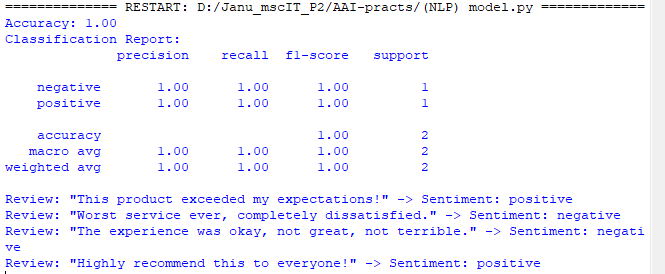 ============== RESTART: D:/Janu_mscIT_P2/AAI-practs/(NLP) model.py =============
Accuracy: 1.00
Classification Report:
              precision    recall  f1-score   support

    negative       1.00      1.00      1.00         1
    positive       1.00      1.00      1.00         1

    accuracy                           1.00         2
   macro avg       1.00      1.00      1.00         2
weighted avg       1.00      1.00      1.00         2

Review: "This product exceeded my expectations!" -> Sentiment: positive
Review: "Worst service ever, completely dissatisfied." -> Sentiment: negative
Review: "The experience was okay, not great, not terrible." -> Sentiment: negati
ve
Review: "Highly recommend this to everyone!" -> Sentiment: positive